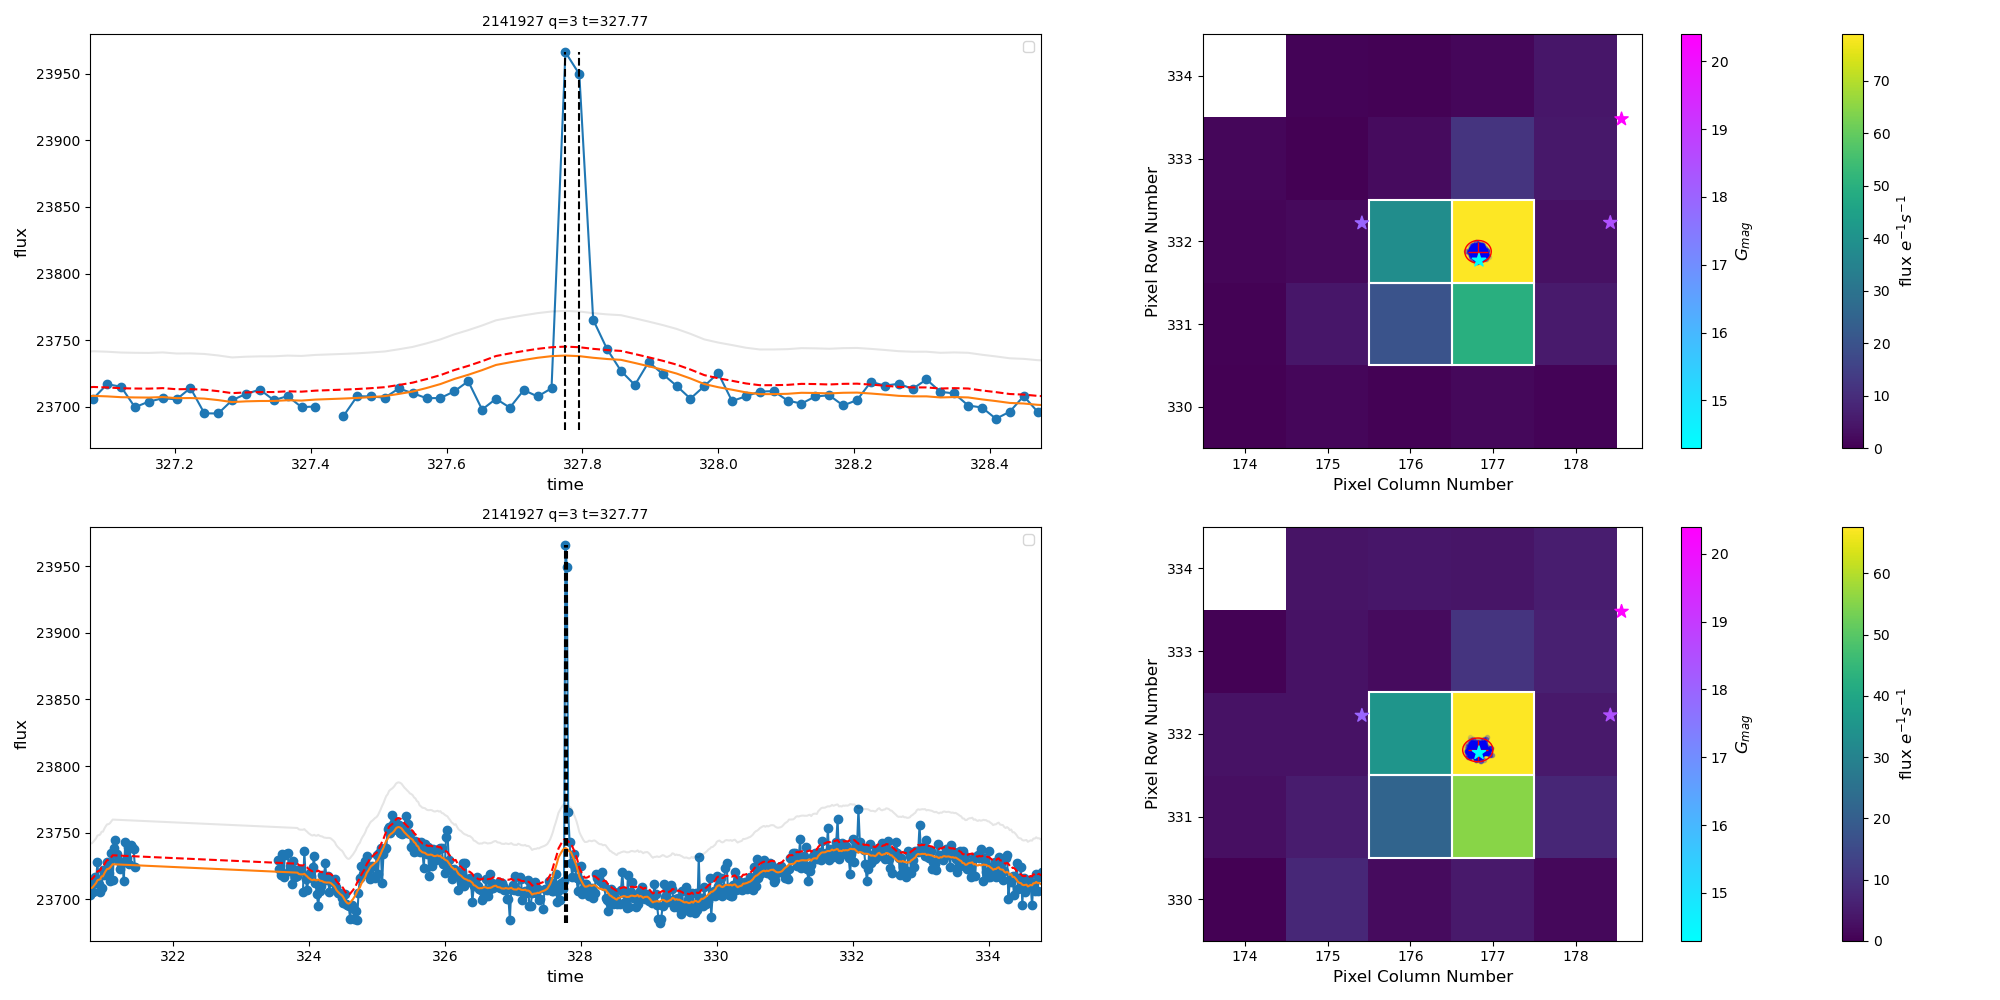 2141927 q=3 t=327.77
23950
23900
23850
23800
23750
23700
flux
327.2 327.4 327.6 327.8 328.0 328.2 328.4
time
334
333
332
331
330
Pixel Row Number
174 175 176 177 178
Pixel Column Number
20
19
18
17
16
15
G_mag
70
60
50
40
30
20
10
0
flux e⁻¹s⁻¹
2141927 q=3 t=327.77
23950
23900
23850
23800
23750
23700
flux
322 324 326 328 330 332 334
time
334
333
332
331
330
Pixel Row Number
174 175 176 177 178
Pixel Column Number
20
19
18
17
16
15
G_mag
60
50
40
30
20
10
0
flux e⁻¹s⁻¹